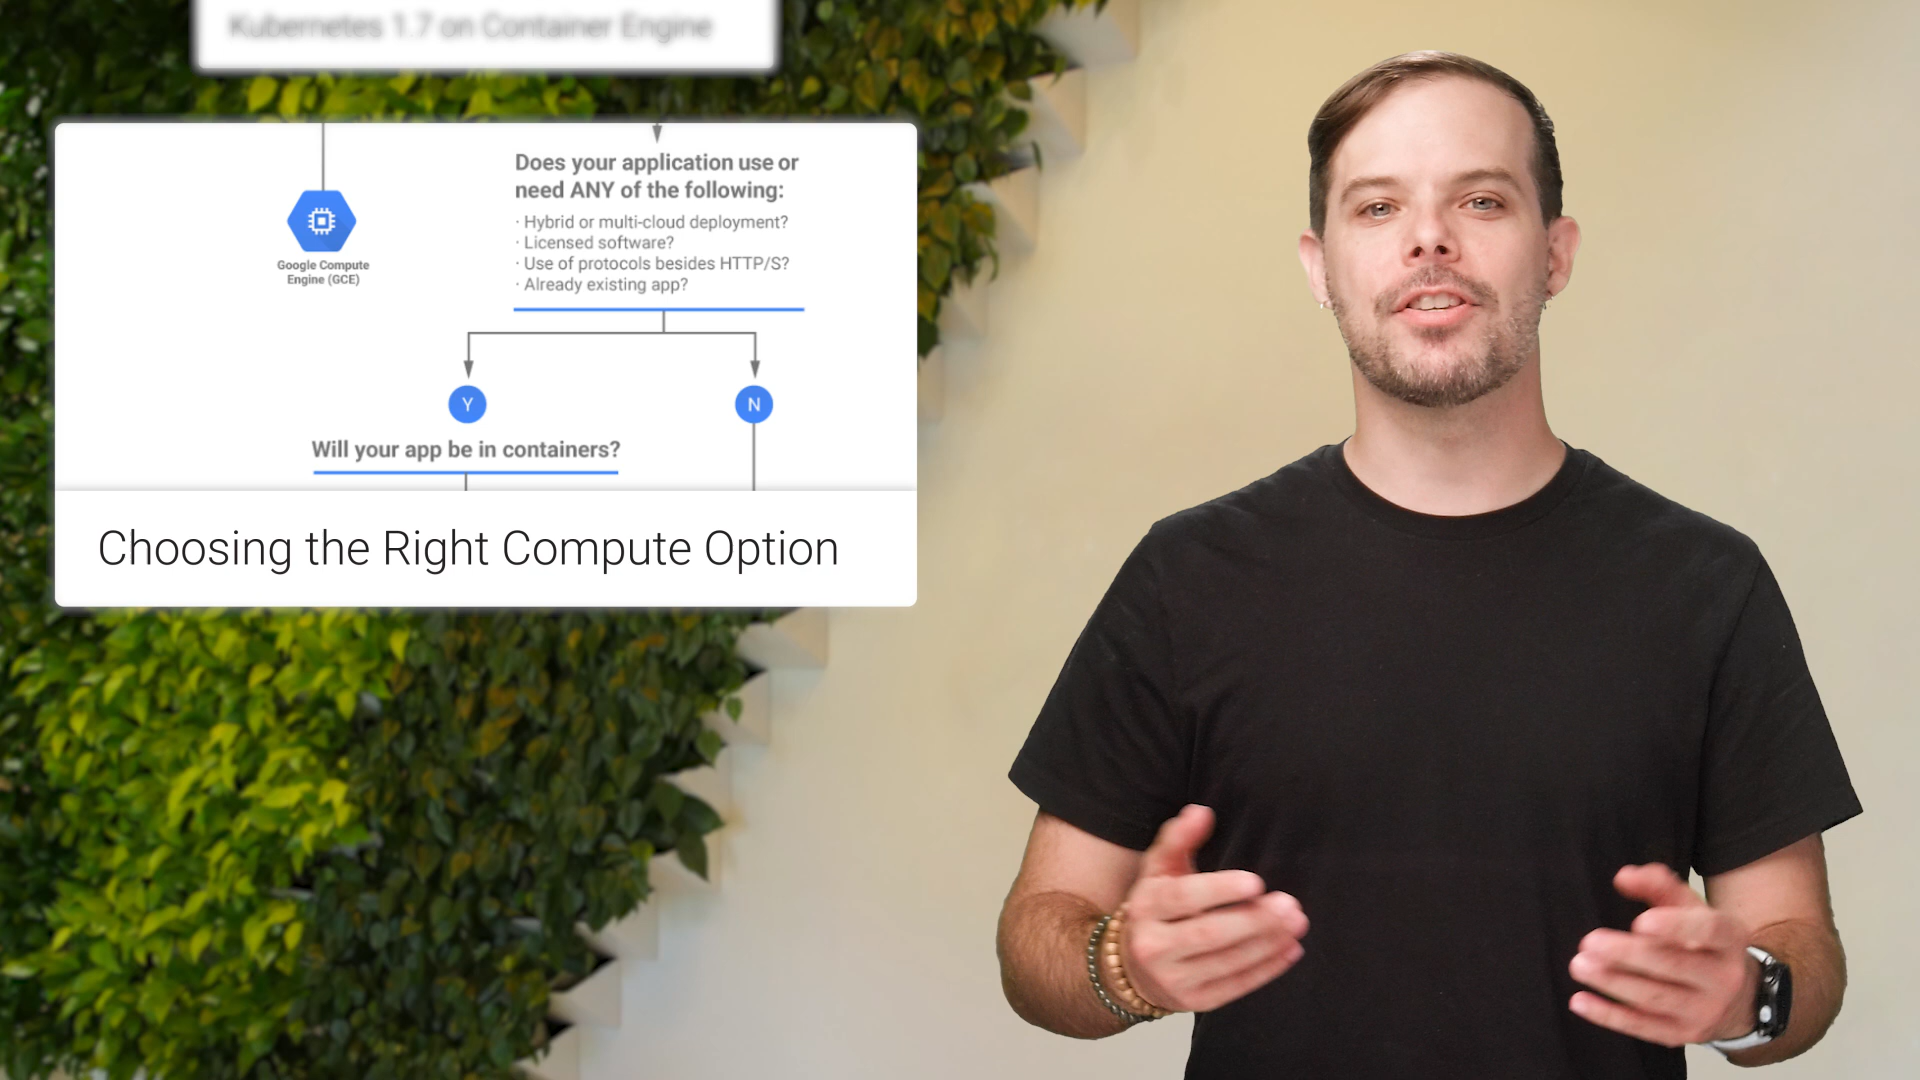 Kubernetes 1.7 on Container Engine
Does your application use or
need ANY of the following:
· Hybrid or multi-cloud deployment?
· Licensed software?
· Use of protocols besides HTTP/S?
· Already existing app?
Google Compute
Engine (GCE)
Y
N
Will your app be in containers?
Choosing the Right Compute Option